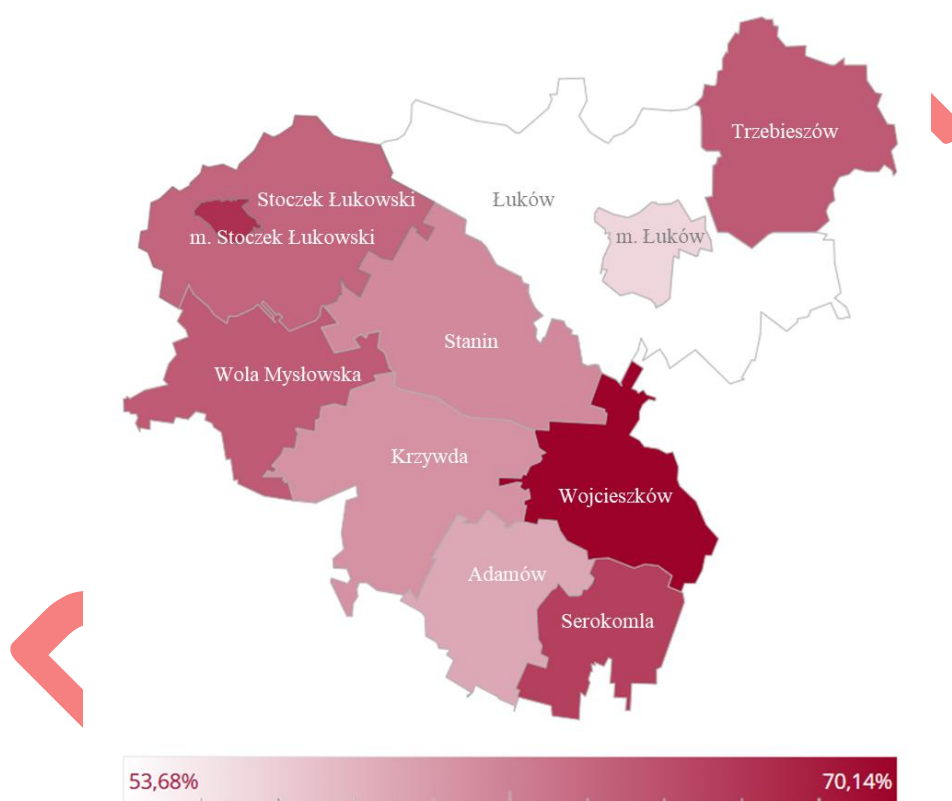 Trzebieszów
Stoczek Łukowski
Łuków
m. Stoczek Łukowski
m. Łuków
Stanin
Wola Mysłowska
Krzywda
Wojcieszków
Adamów
Serokomla
53,68%
70,14%